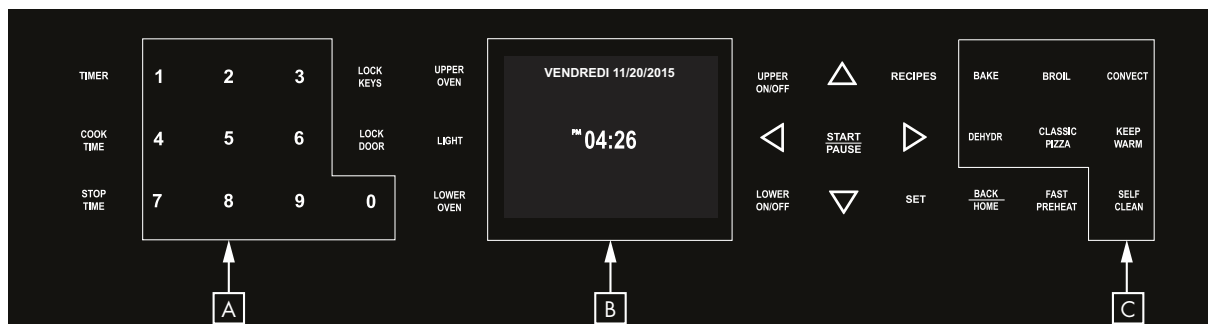 TIMER
1 2 3
LOCK
KEYS
UPPER
OVEN
VENDREDI 11/20/2015
UPPER
ON/OFF
RECIPES
BAKE
BROIL
CONVECT
COOK
TIME
4 5 6
LOCK
DOOR
LIGHT
PM 04:26
START
PAUSE
DEHYDR
CLASSIC
PIZZA
KEEP
WARM
STOP
TIME
7 8 9 0
LOWER
OVEN
LOWER
ON/OFF
SET
BACK
HOME
FAST
PREHEAT
SELF
CLEAN
A
B
C